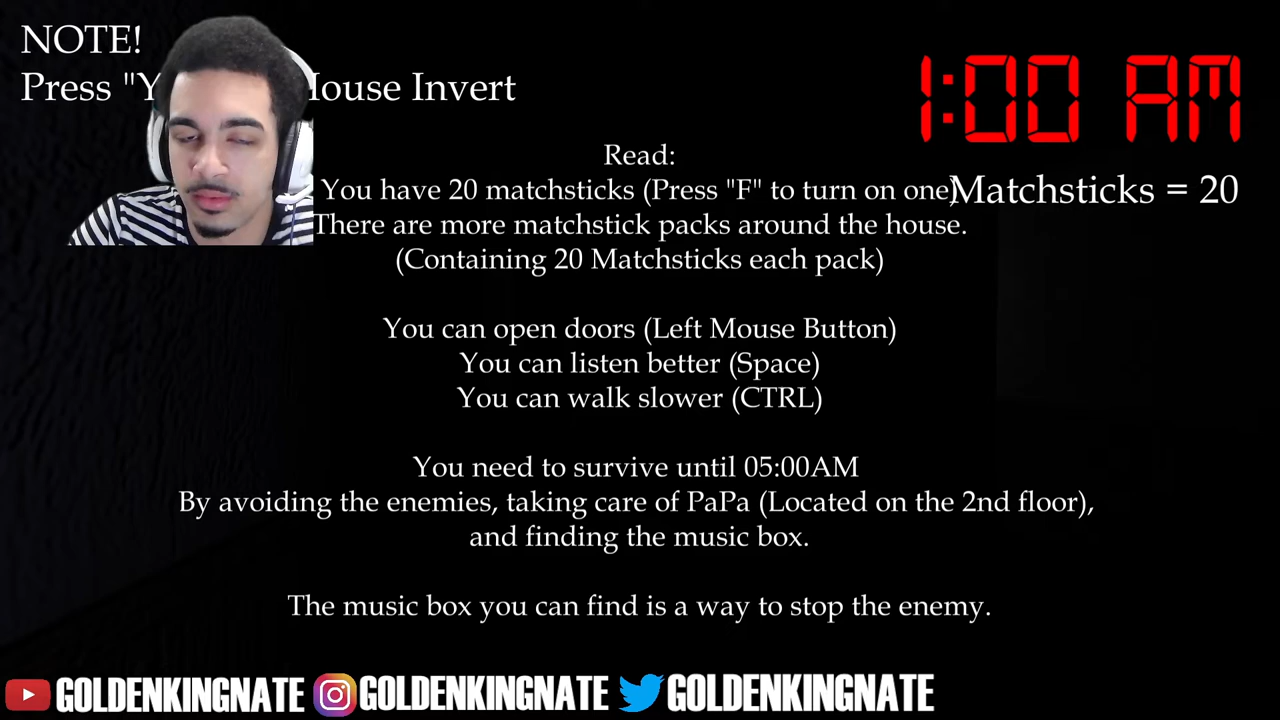 NOTE!
Press "Y ouse Invert
1:00 AM
Read:
You have 20 matchsticks (Press "F" to turn on one)
Matchsticks = 20
There are more matchstick packs around the house.
(Containing 20 Matchsticks each pack)
You can open doors (Left Mouse Button)
You can listen better (Space)
You can walk slower (CTRL)
You need to survive until 05:00AM
By avoiding the enemies, taking care of PaPa (Located on the 2nd floor),
and finding the music box.
The music box you can find is a way to stop the enemy.
GOLDENKINGNATE GOLDENKINGNATE GOLDENKINGNATE